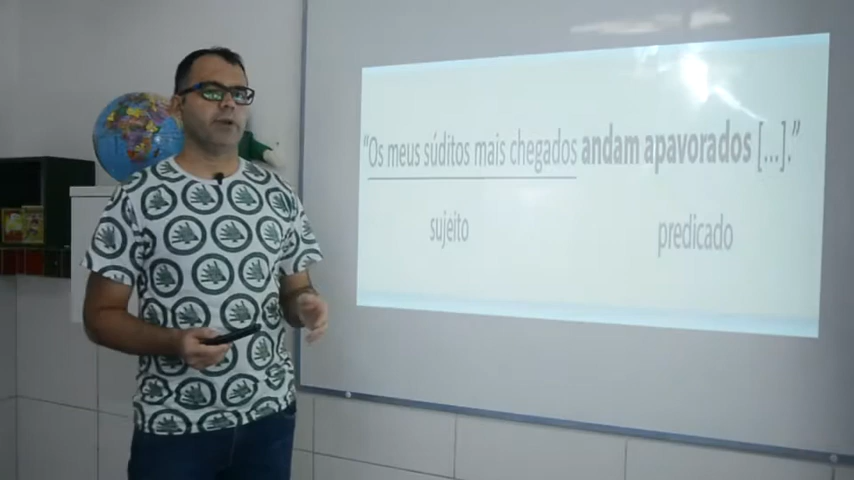 “Os meus súditos mais chegados andam apavorados [...].”
sujeito predicado